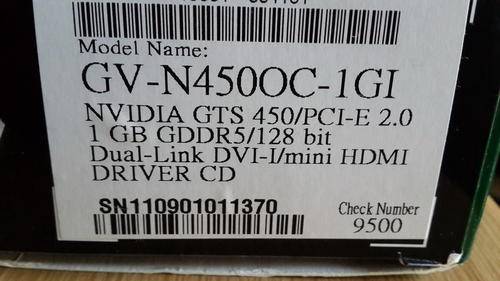 Model Name:
GV-N450OC-1GI
NVIDIA GTS 450/PCI-E 2.0
1 GB GDDR5/128 bit
Dual-Link DVI-I/mini HDMI
DRIVER CD
SN110901011370
Check Number
9500